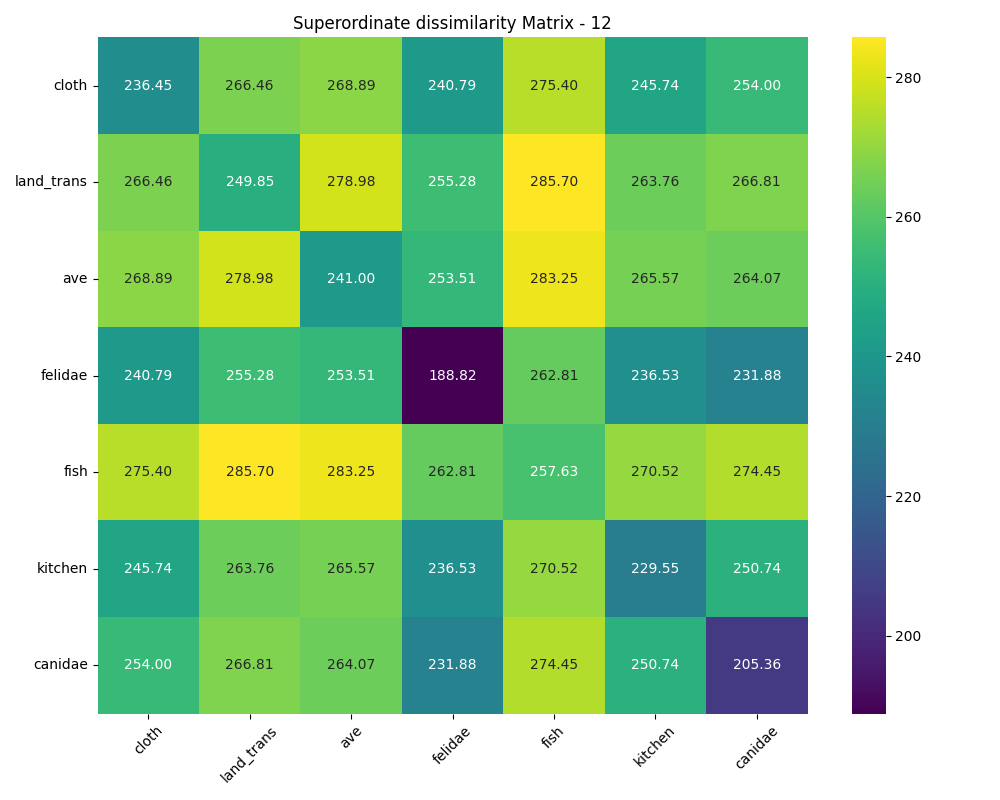 Superordinate dissimilarity Matrix - 12
cloth 236.45 266.46 268.89 240.79 275.40 245.74 254.00
land_trans 266.46 249.85 278.98 255.28 285.70 263.76 266.81
ave 268.89 278.98 241.00 253.51 283.25 265.57 264.07
felidae 240.79 255.28 253.51 188.82 262.81 236.53 231.88
fish 275.40 285.70 283.25 262.81 257.63 270.52 274.45
kitchen 245.74 263.76 265.57 236.53 270.52 229.55 250.74
canidae 254.00 266.81 264.07 231.88 274.45 250.74 205.36
cloth land_trans ave felidae fish kitchen canidae
280
260
240
220
200